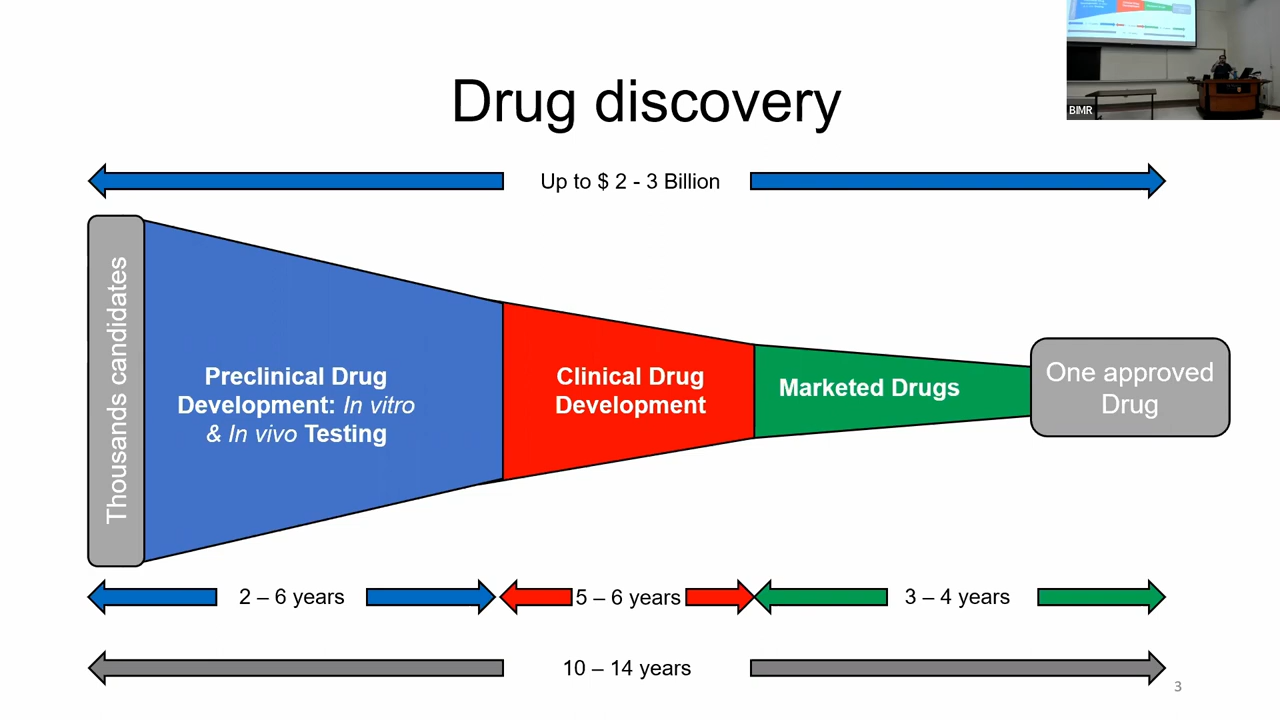 BIMR
Drug discovery
Up to $ 2 - 3 Billion
Thousands candidates
Preclinical Drug
Development: In vitro
& In vivo Testing
Clinical Drug
Development
Marketed Drugs
One approved
Drug
2 – 6 years
5 – 6 years
3 – 4 years
10 – 14 years
3